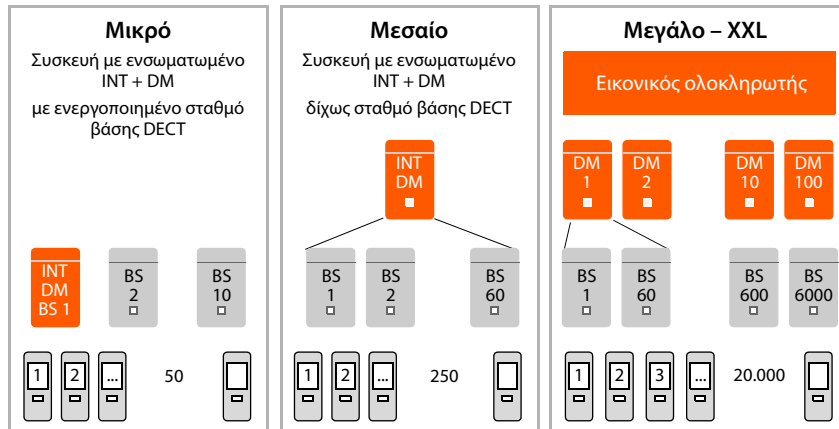 Μικρό
Συσκευή με ενσωματωμένο
INT + DM
με ενεργοποιημένο σταθμό
βάσης DECT
INT
DM
BS 1
BS
2
BS
10
1
2
...
50
Μεσαίο
Συσκευή με ενσωματωμένο
INT + DM
δίχως σταθμό βάσης DECT
INT
DM
BS
1
BS
2
BS
60
1
2
...
250
Μεγάλο – XXL
Εικονικός ολοκληρωτής
DM
1
DM
2
DM
10
DM
100
BS
1
BS
60
BS
600
BS
6000
1
2
3
...
20.000